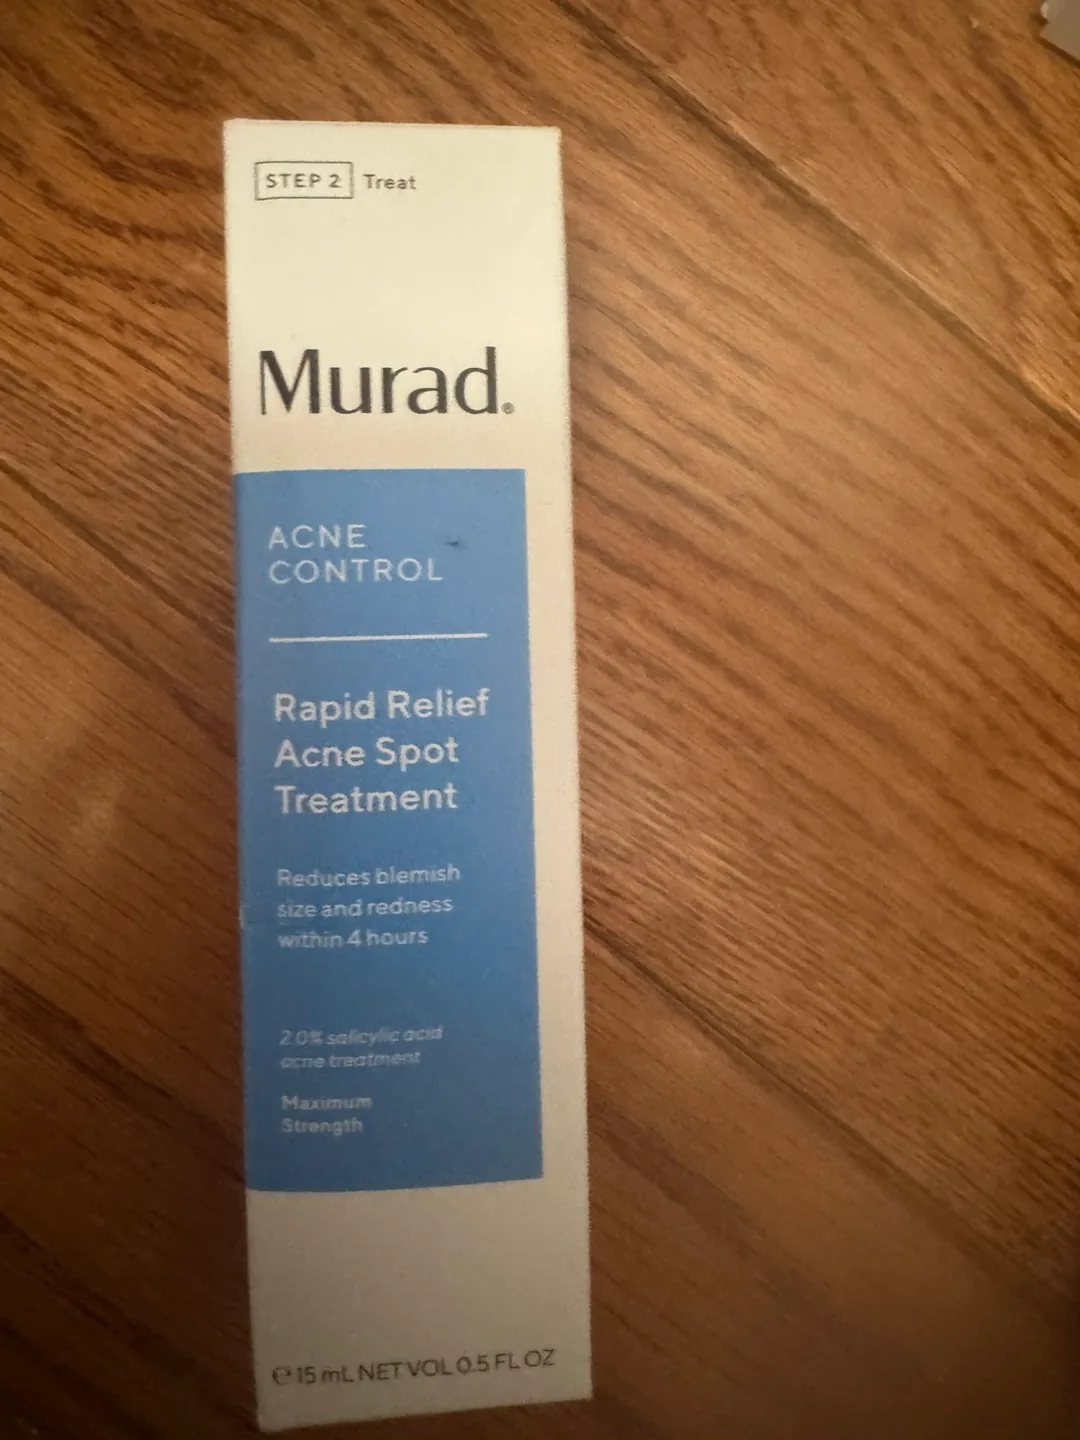 STEP 2 Treat
Murad®
ACNE
CONTROL
Rapid Relief
Acne Spot
Treatment
Reduces blemish
size and redness
within 4 hours
2.0% salicylic acid
acne treatment
Maximum
Strength
℮ 15 mL NET VOL 0.5 FL OZ